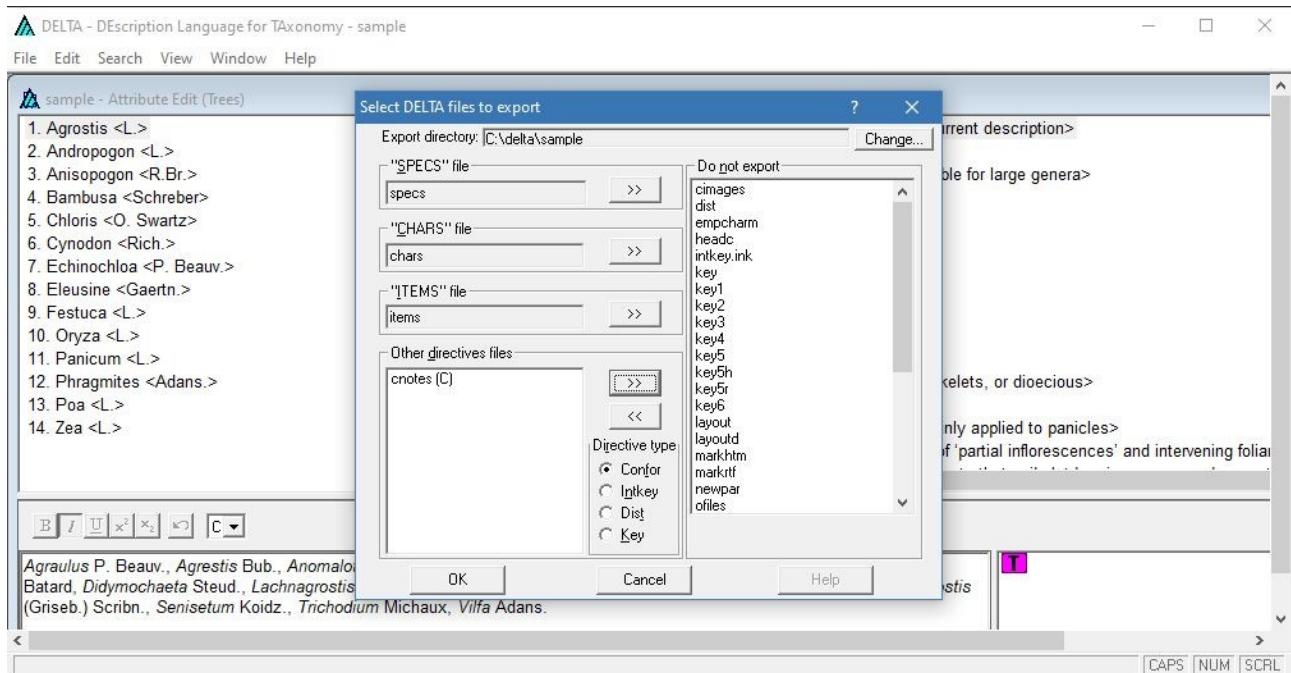 DELTA - DEscription Language for TAxonomy - sample
File Edit Search View Window Help
sample - Attribute Edit (Trees)
1. Agrostis <L.>
2. Andropogon <L.>
3. Anisopogon <R.Br.>
4. Bambusa <Schreber>
5. Chloris <O. Swartz>
6. Cynodon <Rich.>
7. Echinochloa <P. Beauv.>
8. Eleusine <Gaertn.>
9. Festuca <L.>
10. Oryza <L.>
11. Panicum <L.>
12. Phragmites <Adans.>
13. Poa <L.>
14. Zea <L.>
Select DELTA files to export
? ×
Export directory: C:\delta\sample
Change...
"SPECS" file
specs
>>
"CHARS" file
chars
>>
"ITEMS" file
items
>>
Other directives files
cnotes (C)
>>
<<
Directive type
Confor
Intkey
Dist
Key
Do not export
cimages
dist
empcharm
headc
intkey.ink
key
key1
key2
key3
key4
key5
key5h
key5r
key6
layout
layoutd
markhtm
markrtf
newpar
ofiles
OK
Cancel
Help
rrent description>
ble for large genera>
kelets, or dioecious>
nly applied to panicles>
of 'partial inflorescences' and intervening foliar
B I U x² x₂ C
Agraulus P. Beauv., Agrestis Bub., Anomalo
Batard, Didymochaeta Steud., Lachnagrostis
ostis
(Griseb.) Scribn., Senisetum Koidz., Trichodium Michaux, Vilfa Adans.
T
CAPS NUM SCRL